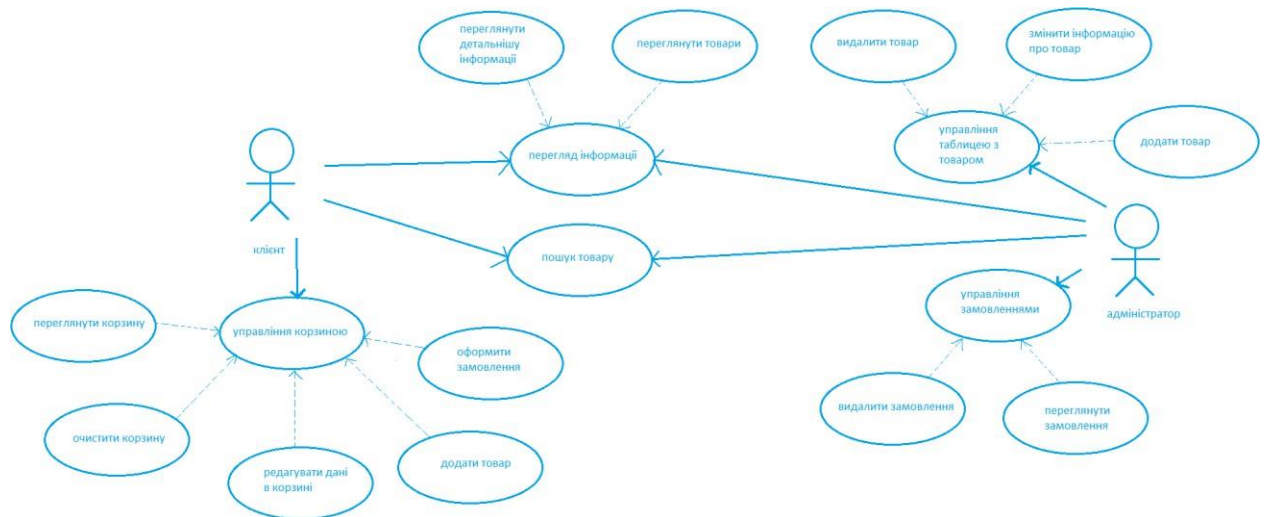 переглянути
детальнішу
інформації
переглянути товари
видалити товар
змінити інформацію
про товар
перегляд інформації
управління
таблицею з
товаром
додати товар
клієнт
пошук товару
управління
замовленнями
адміністратор
переглянути корзину
управління корзиною
оформити
замовлення
видалити замовлення
переглянути
замовлення
очистити корзину
редагувати дані
в корзині
додати товар